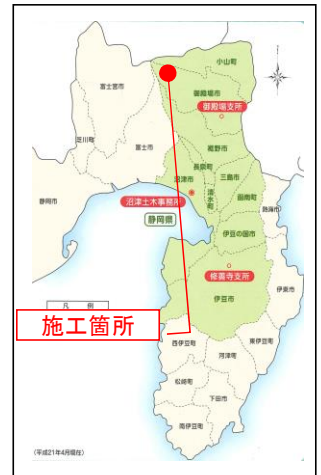 小山町
富士宮市
御殿場市
御殿場支所
芝川町
富士市
裾野市
長泉町
沼津市
三島市
清水町
函南町
静岡市
沼津土木事務所
熱海市
静岡県
伊豆の国市
修善寺支所
伊東市
伊豆市
凡例
施工箇所
西伊豆町
東伊豆町
河津町
松崎町
下田市
南伊豆町
(平成21年4月現在)